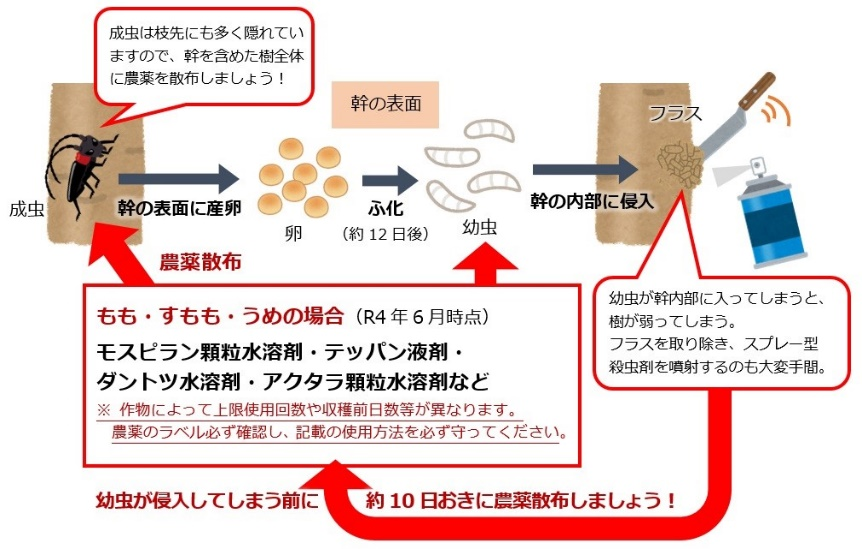 成虫は枝先にも多く隠れてい
ますので、幹を含めた樹全体
に農薬を散布しましょう！
幹の表面
フラス
成虫
幹の表面に産卵
卵
ふ化
（約 12 日後）
幼虫
幹の内部に侵入
農薬散布
もも・すもも・うめの場合（R4 年 6 月時点）
モスピラン顆粒水溶剤・テッパン液剤・
ダントツ水溶剤・アクタラ顆粒水溶剤など
※ 作物によって上限使用回数や収穫前日数等が異なります。
農薬のラベル必ず確認し、記載の使用方法を必ず守ってください。
幼虫が幹内部に入ってしまうと、
樹が弱ってしまう。
フラスを取り除き、スプレー型
殺虫剤を噴射するのも大変手間。
幼虫が侵入してしまう前に 約 10 日おきに農薬散布しましょう！